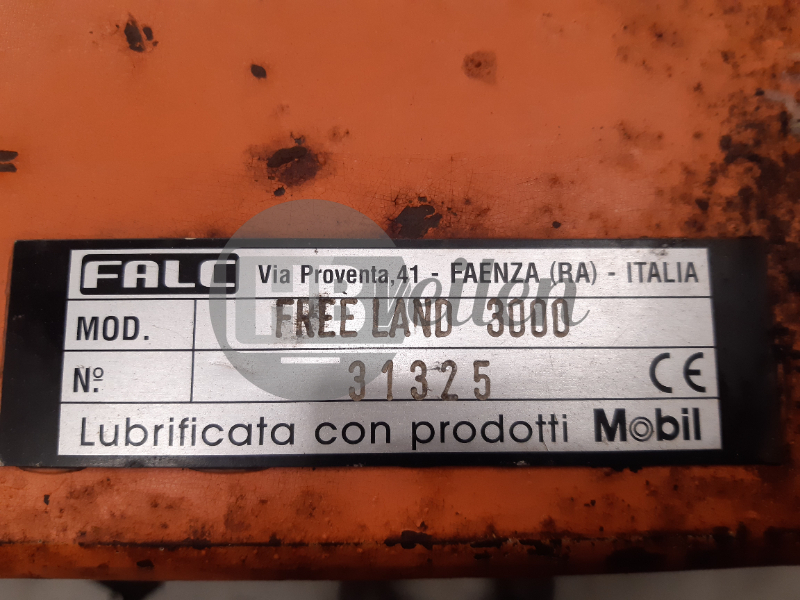 FALC Via Proventa,41 - FAENZA (RA) - ITALIA
MOD. FREE LAND 3000
Nº 31325 CE
Lubrificata con prodotti Mobil